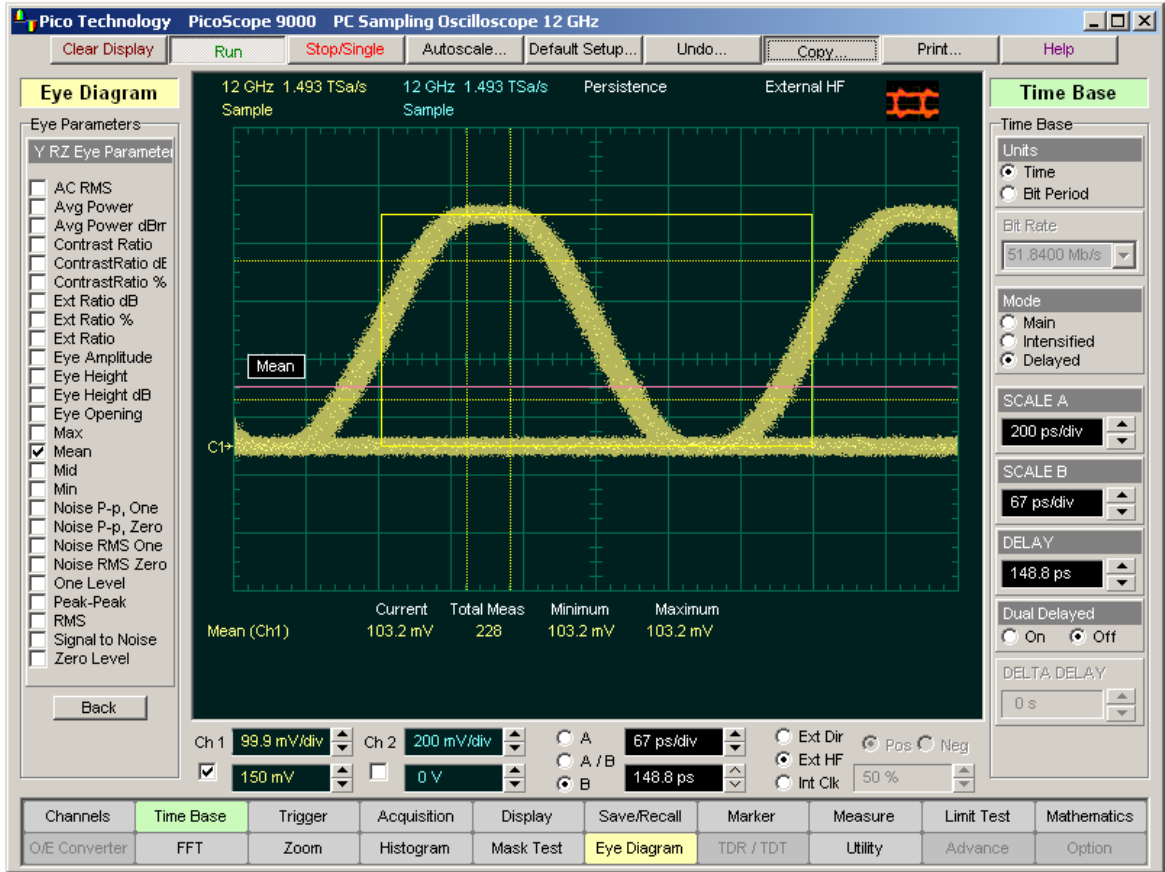 Pico Technology PicoScope 9000 PC Sampling Oscilloscope 12 GHz
Clear Display Run Stop/Single Autoscale... Default Setup... Undo... Copy... Print... Help
Eye Diagram
Eye Parameters
Y RZ Eye Parameter
AC RMS
Avg Power
Avg Power dBm
Contrast Ratio
ContrastRatio dE
ContrastRatio %
Ext Ratio dB
Ext Ratio %
Ext Ratio
Eye Amplitude
Eye Height
Eye Height dB
Eye Opening
Max
Mean
Mid
Min
Noise P-p, One
Noise P-p, Zero
Noise RMS One
Noise RMS Zero
One Level
Peak-Peak
RMS
Signal to Noise
Zero Level
Back
12 GHz 1.493 TSa/s 12 GHz 1.493 TSa/s Persistence External HF
Sample Sample
Mean
C1
Current Total Meas Minimum Maximum
Mean (Ch1) 103.2 mV 228 103.2 mV 103.2 mV
Time Base
Time Base
Units
Time
Bit Period
Bit Rate
51.8400 Mb/s
Mode
Main
Intensified
Delayed
SCALE A
200 ps/div
SCALE B
67 ps/div
DELAY
148.8 ps
Dual Delayed
On Off
DELTA DELAY
0 s
Ch 1 99.9 mV/div Ch 2 200 mV/div A 67 ps/div Ext Dir Pos Neg
A / B Ext HF
150 mV 0 V B 148.8 ps Int Clk 50 %
Channels Time Base Trigger Acquisition Display Save/Recall Marker Measure Limit Test Mathematics
O/E Converter FFT Zoom Histogram Mask Test Eye Diagram TDR / TDT Utility Advance Option